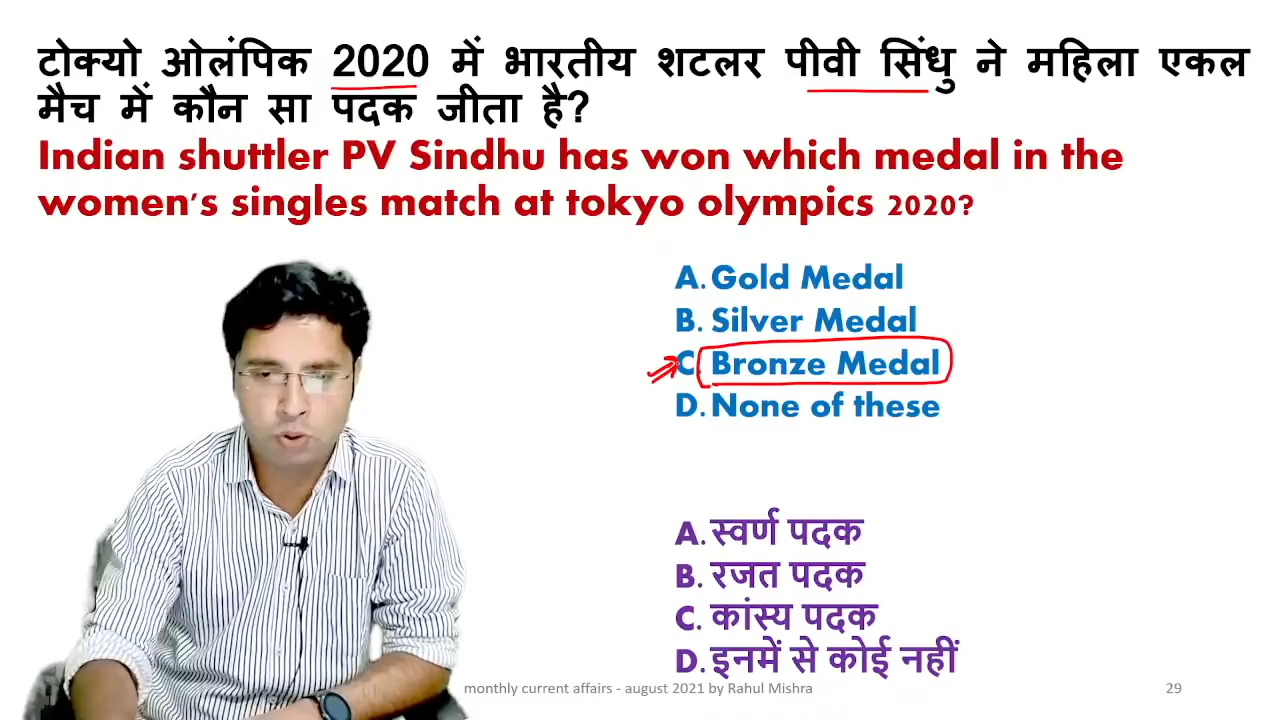 टोक्यो ओलंपिक 2020 में भारतीय शटलर पीवी सिंधु ने महिला एकल
मैच में कौन सा पदक जीता है?
Indian shuttler PV Sindhu has won which medal in the
women's singles match at tokyo olympics 2020?
A. Gold Medal
B. Silver Medal
C. Bronze Medal
D. None of these
A. स्वर्ण पदक
B. रजत पदक
C. कांस्य पदक
D. इनमें से कोई नहीं
monthly current affairs - august 2021 by Rahul Mishra
29